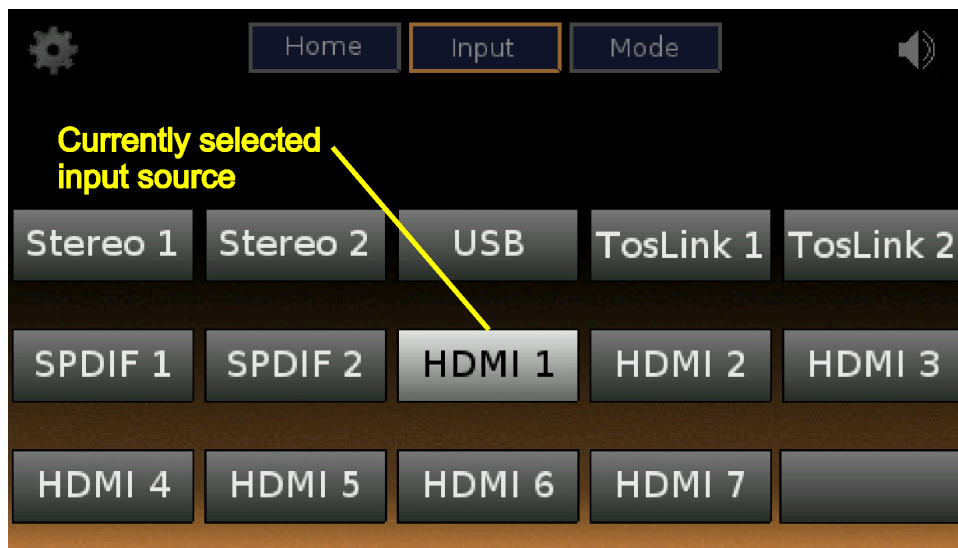 Home Input Mode
Currently selected
input source
Stereo 1 Stereo 2 USB TosLink 1 TosLink 2
SPDIF 1 SPDIF 2 HDMI 1 HDMI 2 HDMI 3
HDMI 4 HDMI 5 HDMI 6 HDMI 7